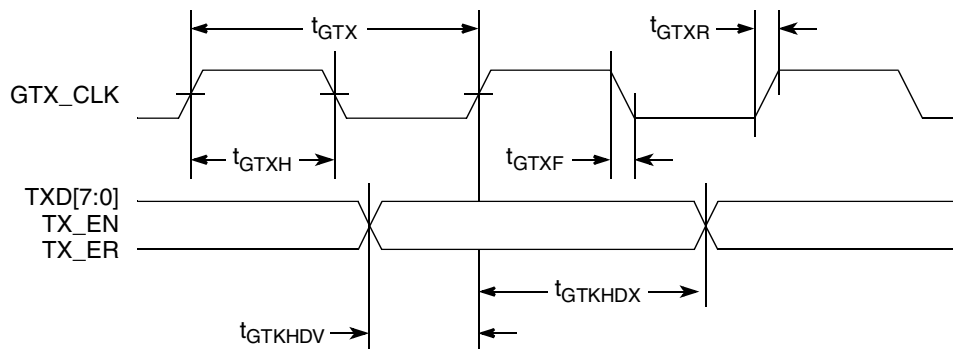 tGTX
tGTXR
GTX_CLK
tGTXH
tGTXF
TXD[7:0]
TX_EN
TX_ER
tGTKHDX
tGTKHDV